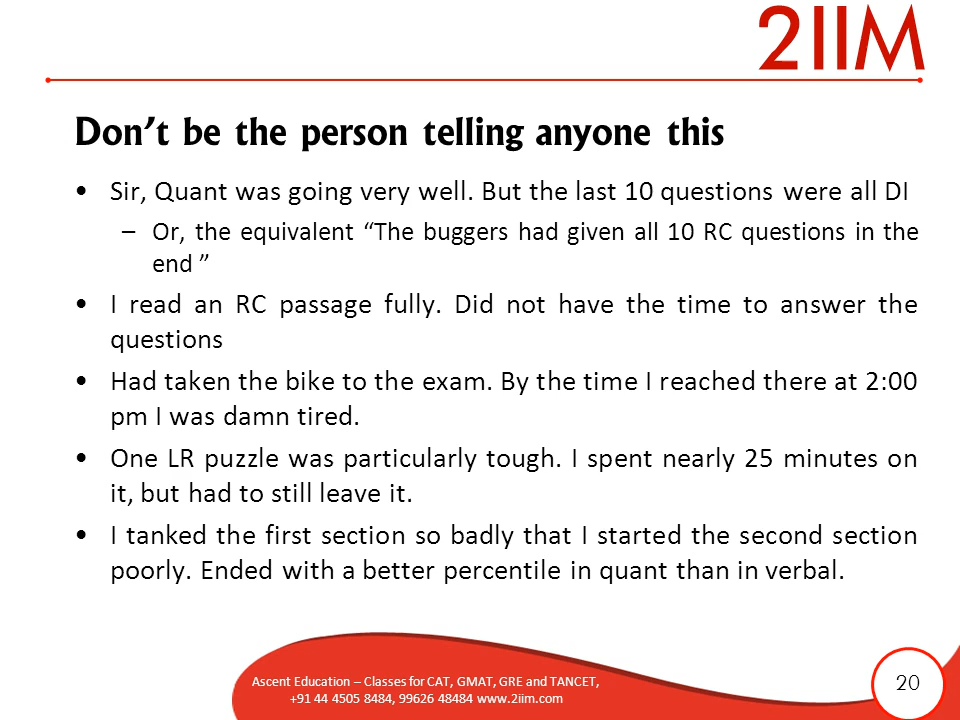 2IIM
Don’t be the person telling anyone this
• Sir, Quant was going very well. But the last 10 questions were all DI
– Or, the equivalent “The buggers had given all 10 RC questions in the
end ”
• I read an RC passage fully. Did not have the time to answer the
questions
• Had taken the bike to the exam. By the time I reached there at 2:00
pm I was damn tired.
• One LR puzzle was particularly tough. I spent nearly 25 minutes on
it, but had to still leave it.
• I tanked the first section so badly that I started the second section
poorly. Ended with a better percentile in quant than in verbal.
Ascent Education – Classes for CAT, GMAT, GRE and TANCET,
+91 44 4505 8484, 99626 48484 www.2iim.com
20